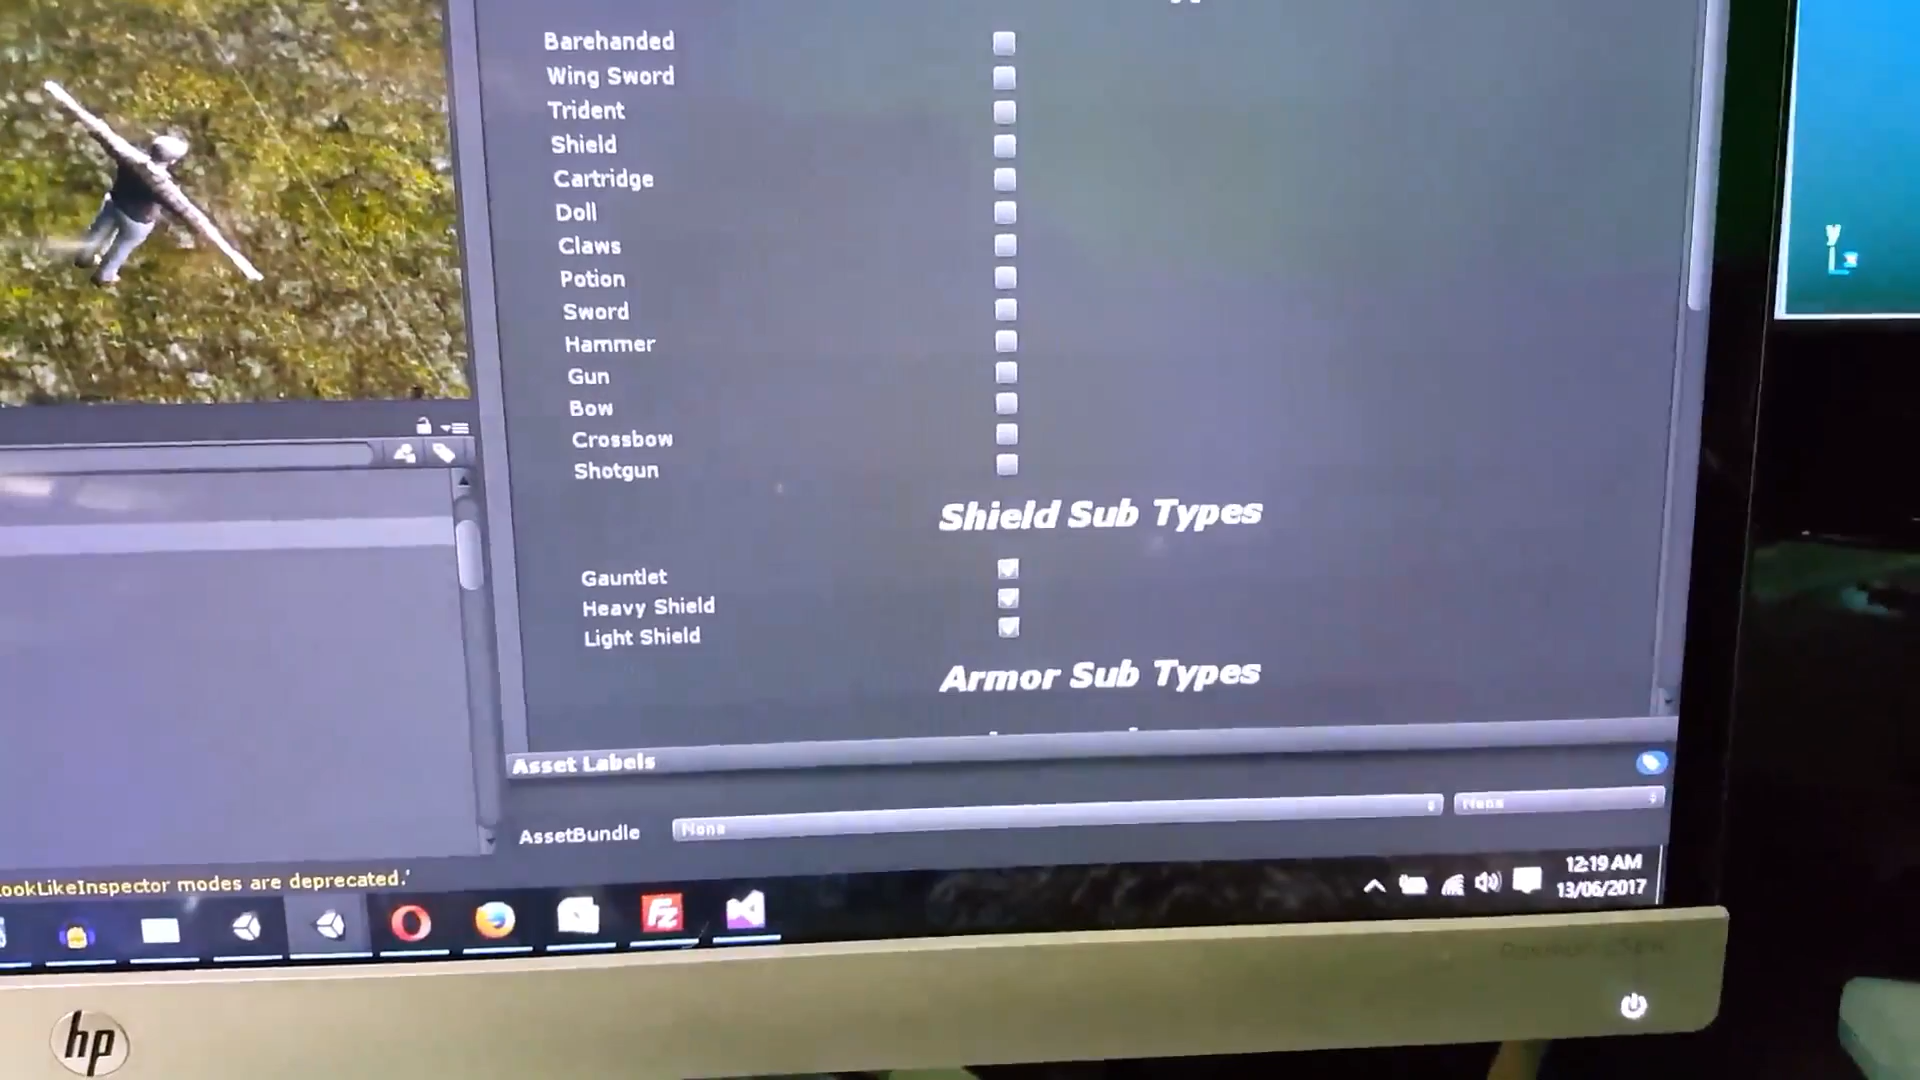 Barehanded
Wing Sword
Trident
Shield
Cartridge
Doll
Claws
Potion
Sword
Hammer
Gun
Bow
Crossbow
Shotgun
Shield Sub Types
Gauntlet
Heavy Shield
Light Shield
Armor Sub Types
Asset Labels
AssetBundle
None
None
ookLikeInspector modes are deprecated.'
12:19 AM
13/06/2017
Fz
hp
y
x